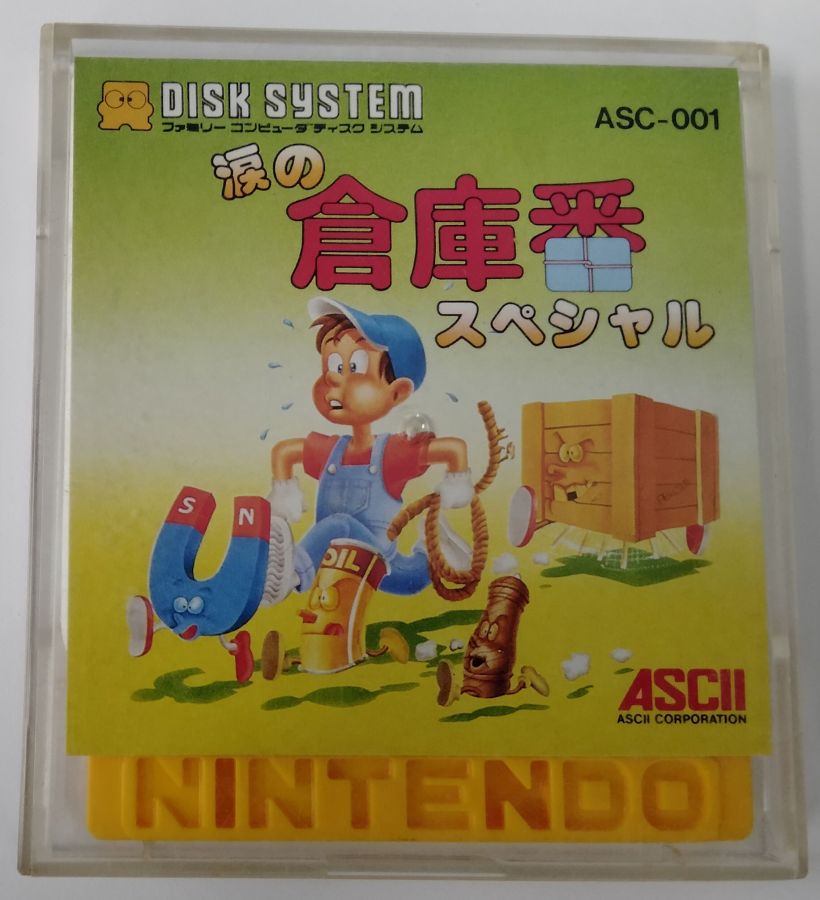 DISK SYSTEM
ファミリー コンピュータ ディスク システム
ASC-001
涙の
倉庫番
スペシャル
S N
OIL
ASCII
ASCII CORPORATION
NINTENDO